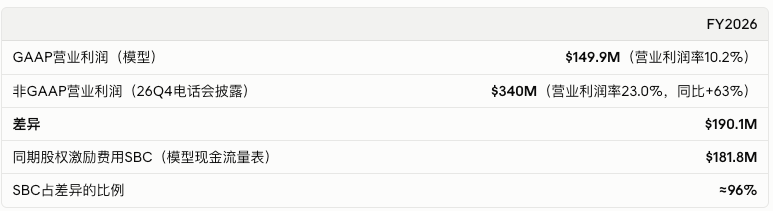 FY2026
GAAP营业利润（模型） $149.9M（营业利润率10.2%）
非GAAP营业利润（26Q4电话会披露） $340M（营业利润率23.0%，同比+63%）
差异 $190.1M
同期股权激励费用SBC（模型现金流量表） $181.8M
SBC占差异的比例 ≈96%